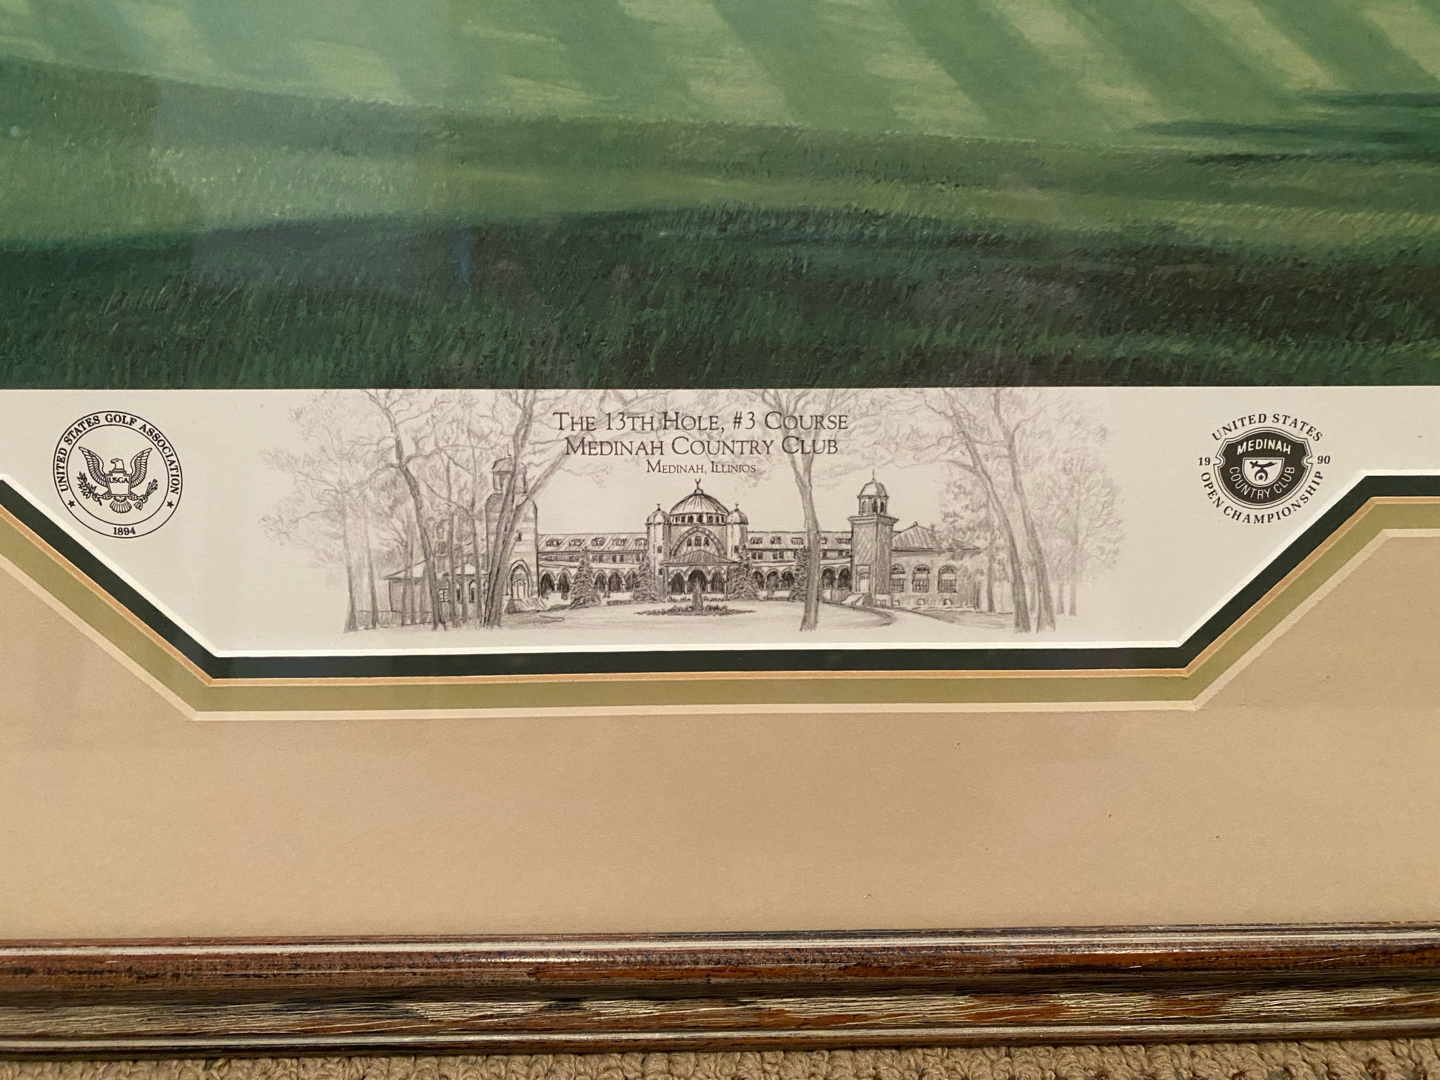 The 13th Hole, #3 Course
Medinah Country Club
Medinah, Illinios
UNITED STATES GOLF ASSOCIATION
USGA
1894
UNITED STATES
MEDINAH
COUNTRY CLUB
19 90
OPEN CHAMPIONSHIP